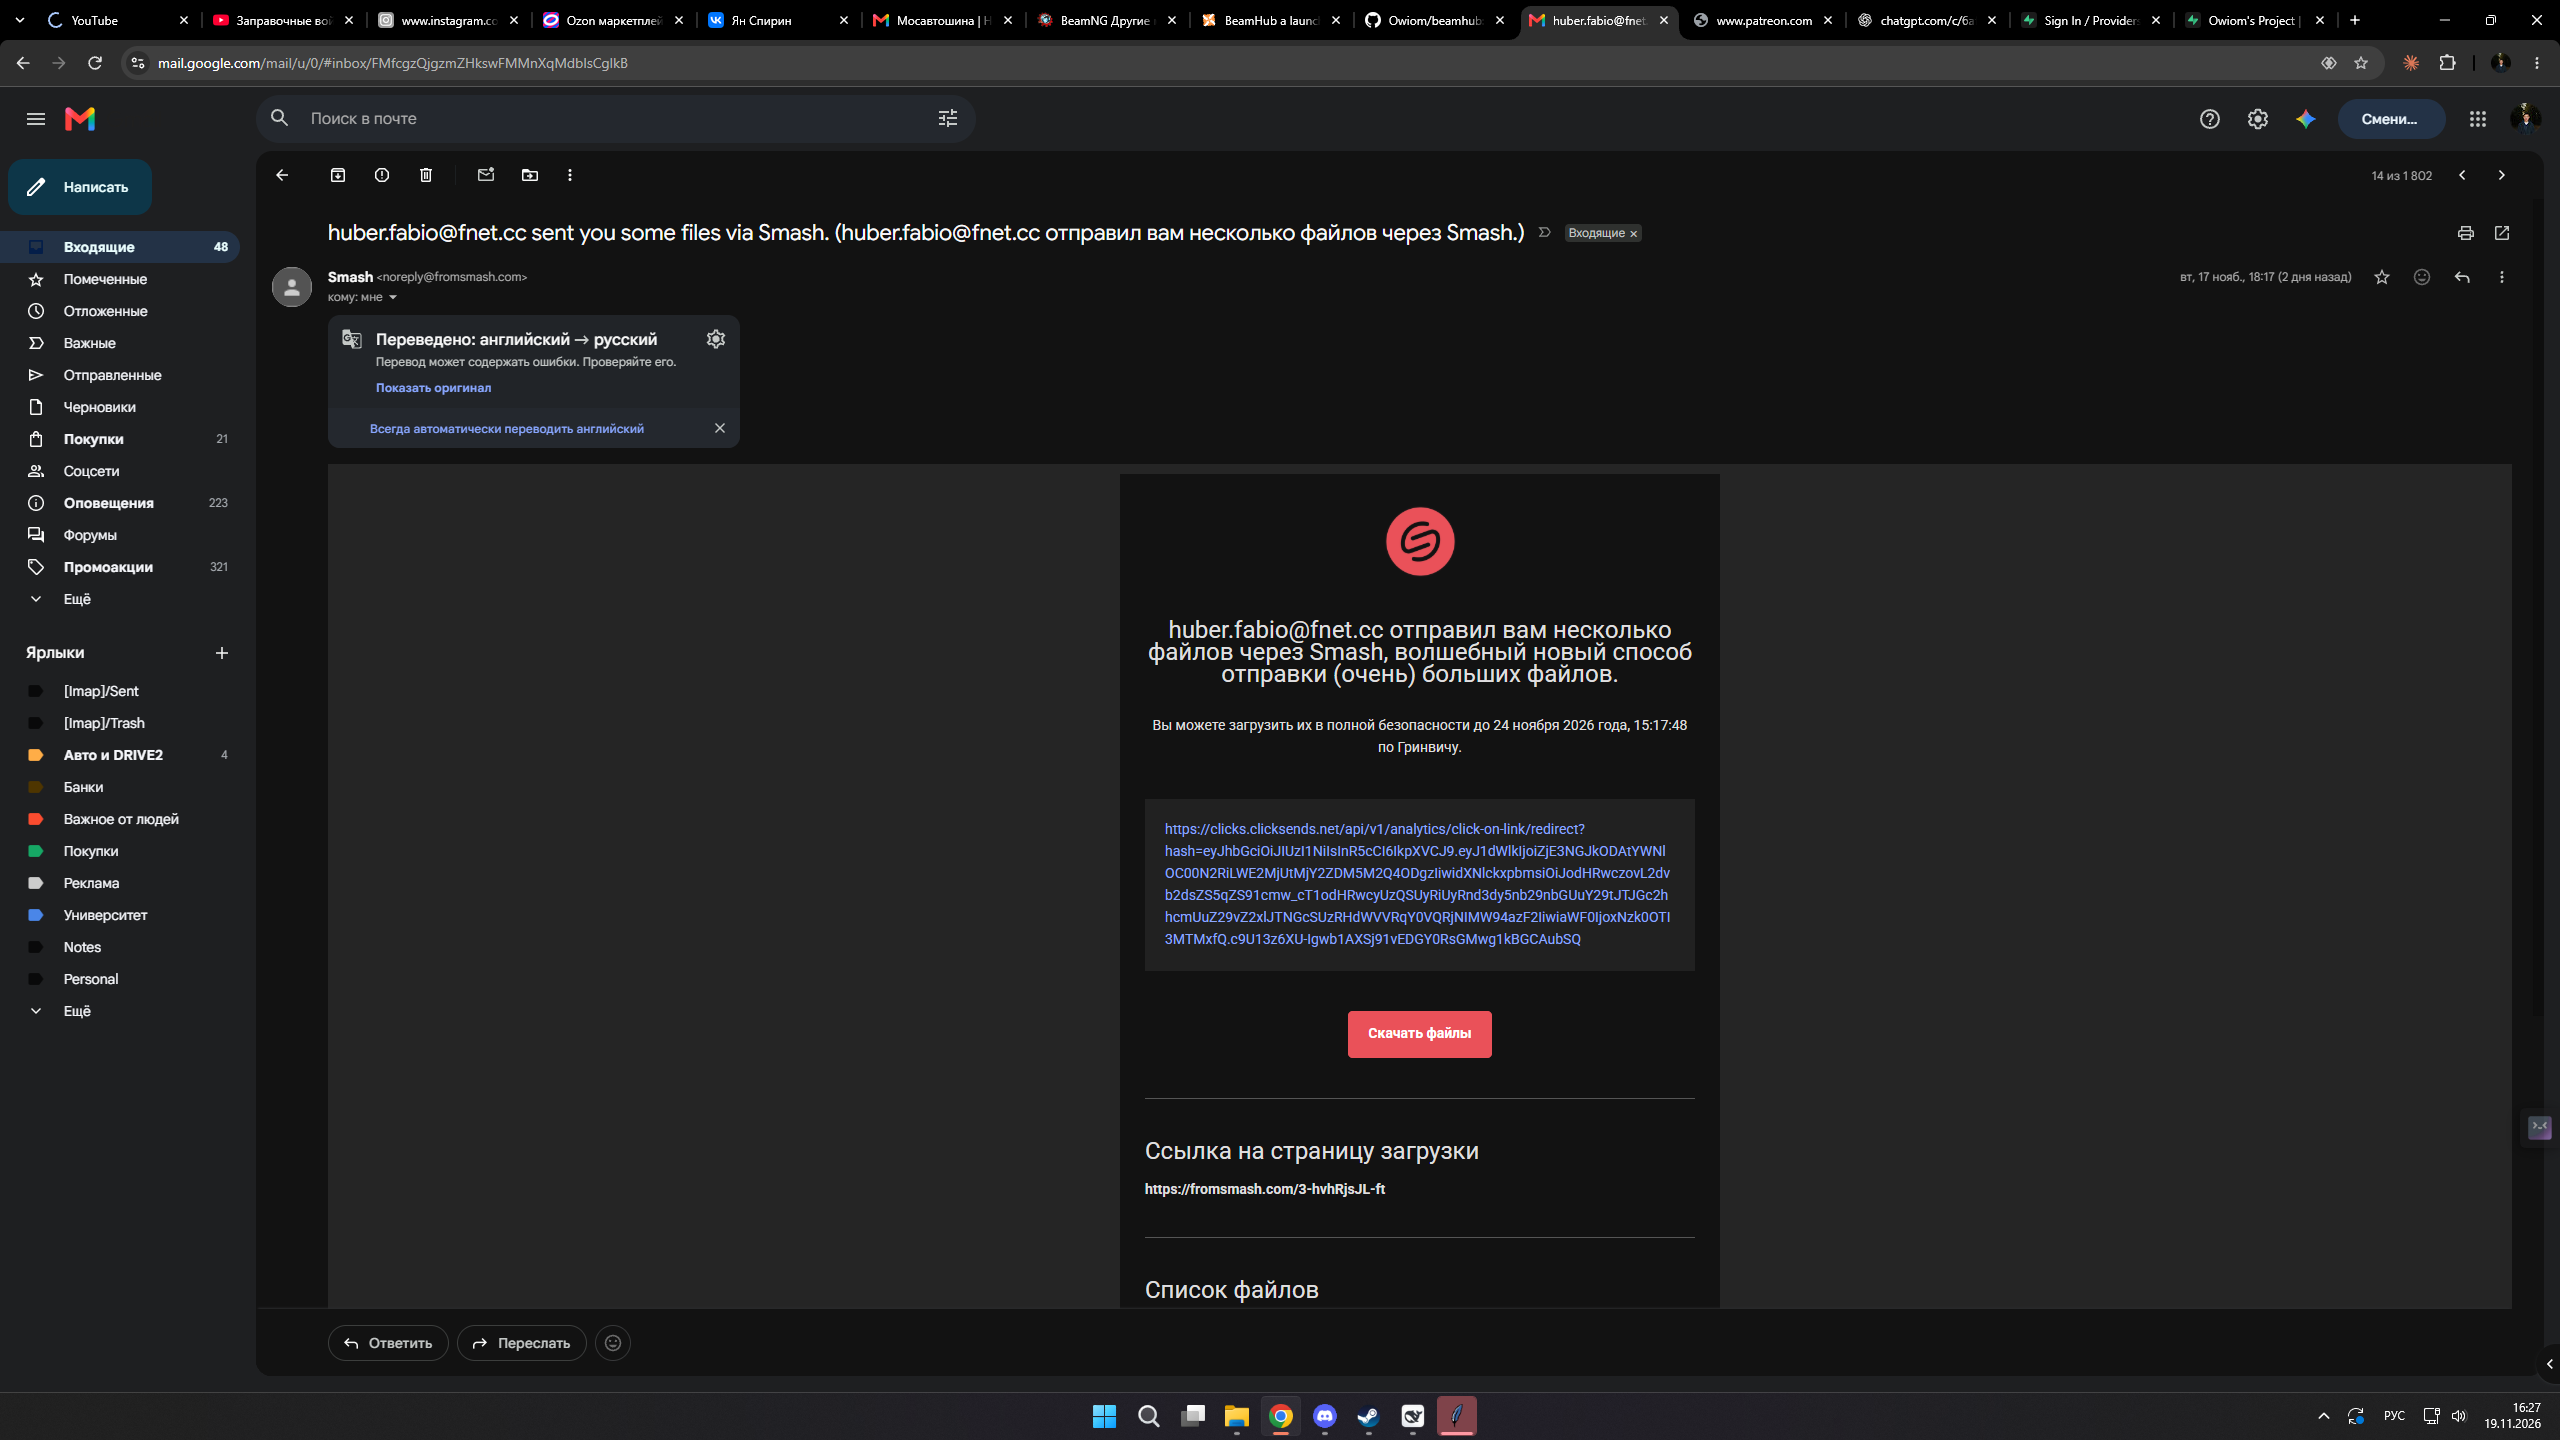 YouTube
Заправочные вой
www.instagram.co
Ozon маркетплей
Ян Спирин
Мосавтошина | Н
BeamNG Другие
BeamHub a launc
Owiom/beamhub
huber.fabio@fnet
www.patreon.com
chatgpt.com/c/6a
Sign In / Providers
Owiom's Project |
mail.google.com/mail/u/0/#inbox/FMfcgzQjgzmZHkswFMMnXqMdblsCglkB
Поиск в почте
Смени...
Написать
14 из 1 802
Входящие 48
Помеченные
Отложенные
Важные
Отправленные
Черновики
Покупки 21
Соцсети
Оповещения 223
Форумы
Промоакции 321
Ещё
Ярлыки
[Imap]/Sent
[Imap]/Trash
Авто и DRIVE2 4
Банки
Важное от людей
Покупки
Реклама
Университет
Notes
Personal
Ещё
huber.fabio@fnet.cc sent you some files via Smash. (huber.fabio@fnet.cc отправил вам несколько файлов через Smash.)
Входящие
Smash <noreply@fromsmash.com>
вт, 17 нояб., 18:17 (2 дня назад)
кому: мне
Переведено: английский → русский
Перевод может содержать ошибки. Проверяйте его.
Показать оригинал
Всегда автоматически переводить английский
huber.fabio@fnet.cc отправил вам несколько
файлов через Smash, волшебный новый способ
отправки (очень) больших файлов.
Вы можете загрузить их в полной безопасности до 24 ноября 2026 года, 15:17:48
по Гринвичу.
https://clicks.clicksends.net/api/v1/analytics/click-on-link/redirect?
hash=eyJhbGciOiJIUzI1NiIsInR5cCI6IkpXVCJ9.eyJ1dWlkIjoiZjE3NGJkODAtYWNl
OC00N2RiLWE2MjUtMjY2ZDM5M2Q4ODgzIiwidXNlckxpbmsiOiJodHRwczovL2dv
b2dsZS5qZS91cmw_cT1odHRwcyUzQSUyRiUyRnd3dy5nb29nbGUuY29tJTJGc2h
hcmUuZ29vZ2xlJTNGcSUzRHdWVVRqY0VQRjNIMW94azF2IiwiaWF0IjoxNzk0OTI
3MTMxfQ.c9U13z6XU-Igwb1AXSj91vEDGY0RsGMwg1kBGCAubSQ
Скачать файлы
Ссылка на страницу загрузки
https://fromsmash.com/3-hvhRjsJL-ft
Список файлов
Ответить
Переслать
РУС
16:27
19.11.2026